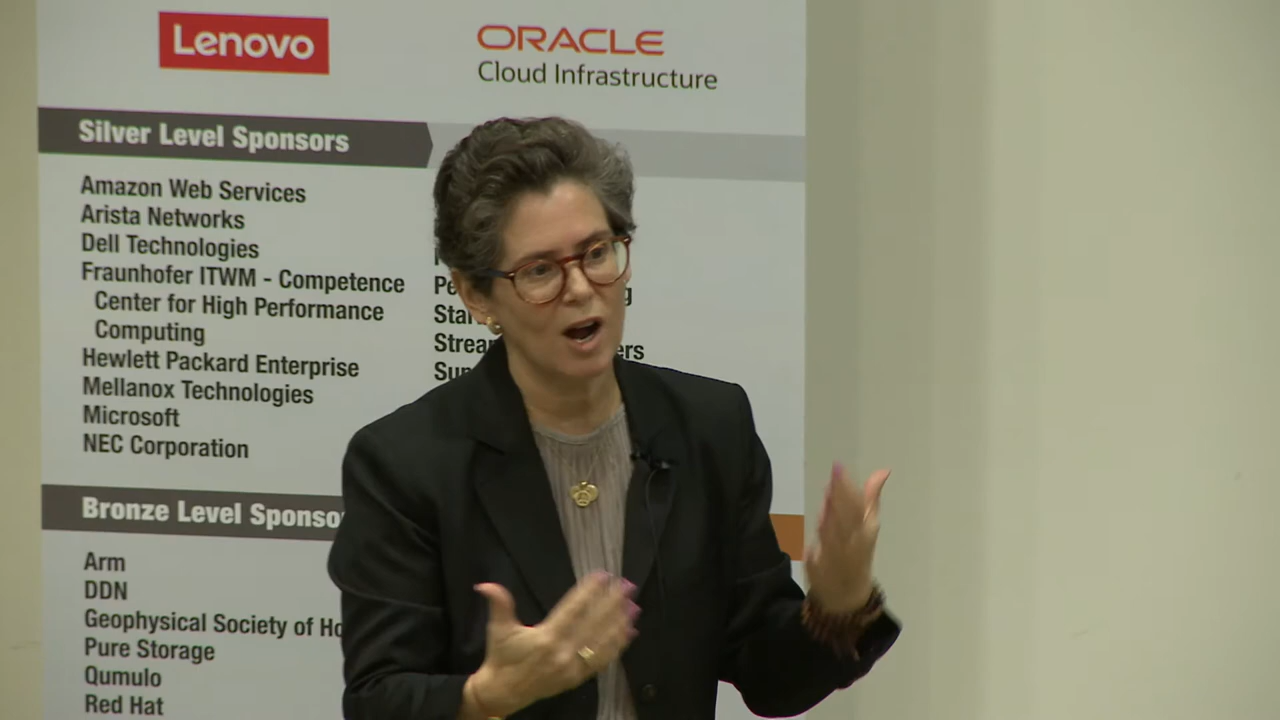 Lenovo
ORACLE
Cloud Infrastructure
Silver Level Sponsors
Amazon Web Services
Arista Networks
Dell Technologies
Fraunhofer ITWM - Competence
Center for High Performance
Computing
Hewlett Packard Enterprise
Mellanox Technologies
Microsoft
NEC Corporation
Bronze Level
Arm
DDN
Geophysical Society of
Pure Storage
Qumulo
Red Hat